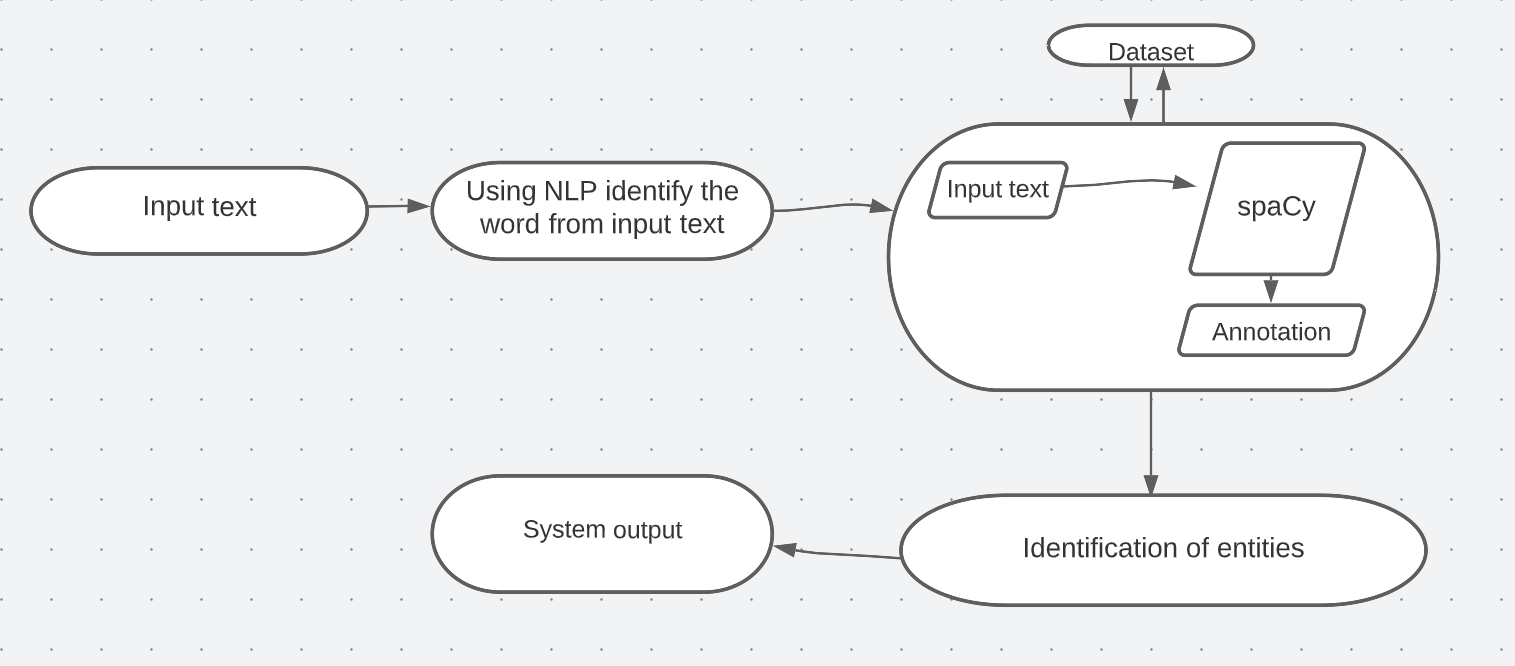 Dataset
Input text
Using NLP identify the
word from input text
Input text
spaCy
Annotation
System output
Identification of entities